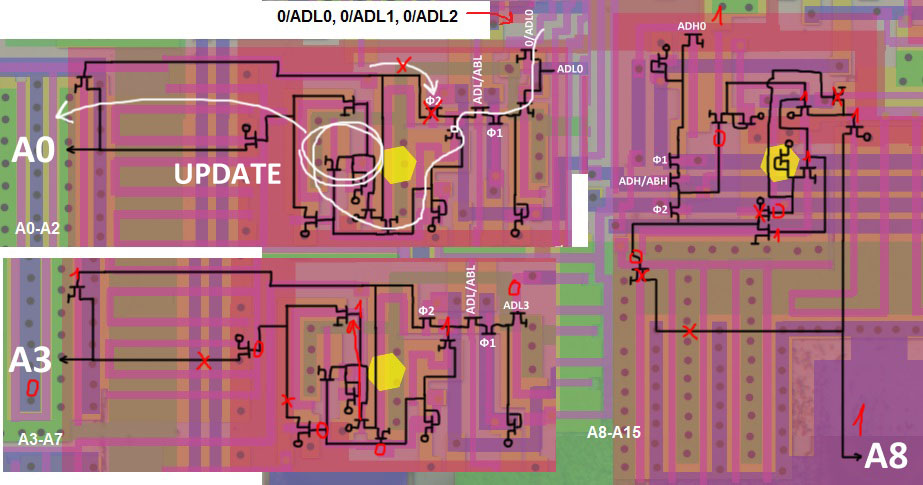 0/ADL0, 0/ADL1, 0/ADL2
0/ADL0
ADL0
ADL/ABL
Φ2
Φ1
A0
UPDATE
A0-A2
ADH0
1
1
1
0
1
Φ1
ADH/ABH
Φ2
0
1
0
1
A8
A8-A15
1
1
ADL/ABL
0
ADL3
Φ2
1
Φ1
A3
0
0
0
0
A3-A7